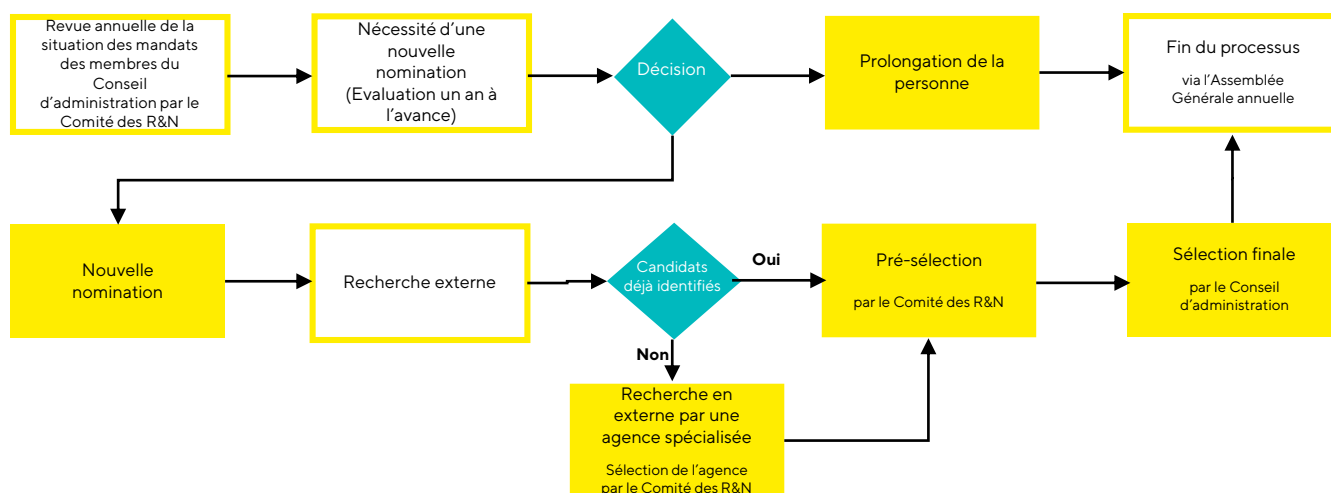 Revue annuelle de la
situation des mandats
des membres du
Conseil
d'administration par le
Comité des R&N
Nécessité d'une
nouvelle
nomination
(Evaluation un an à
l'avance)
Décision
Prolongation de la
personne
Fin du processus
via l'Assemblée
Générale annuelle
Nouvelle
nomination
Recherche externe
Candidats
déjà identifiés
Oui
Non
Pré-sélection
par le Comité des R&N
Sélection finale
par le Conseil
d'administration
Recherche en
externe par une
agence spécialisée
Sélection de l'agence
par le Comité des R&N